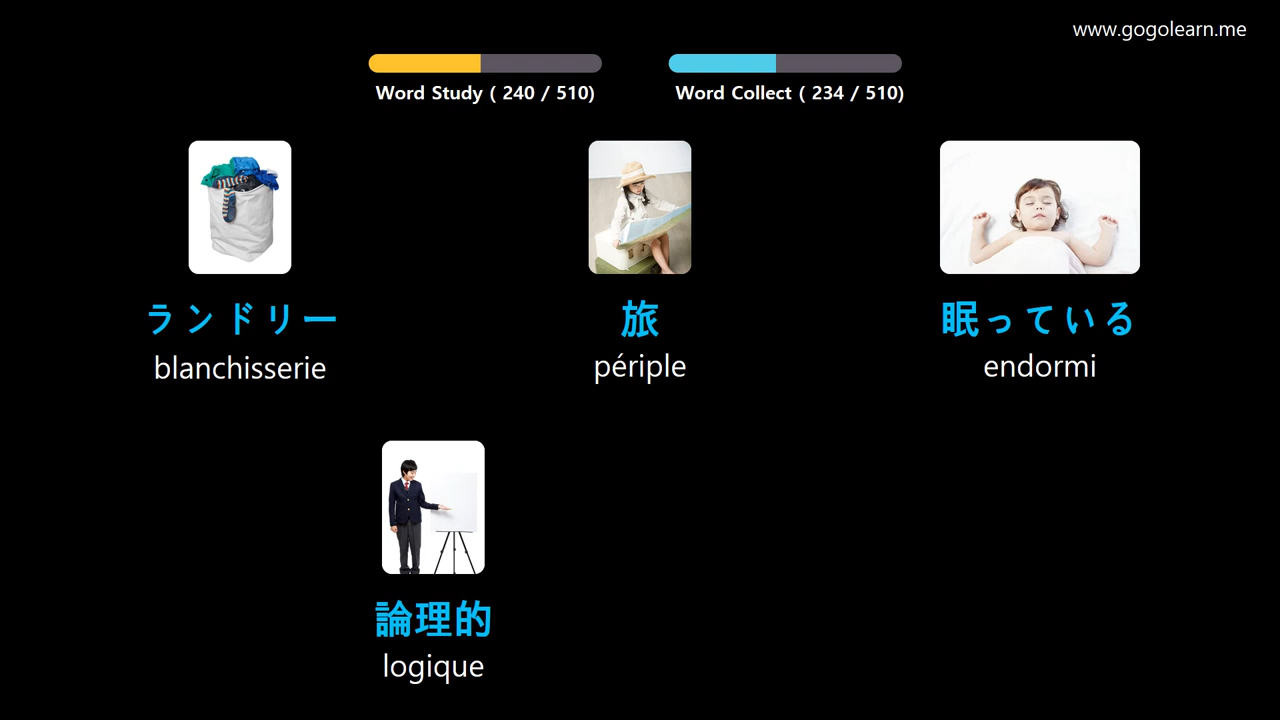 www.gogolearn.me
Word Study ( 240 / 510)
Word Collect ( 234 / 510)
ランドリー
blanchisserie
旅
périple
眠っている
endormi
論理的
logique